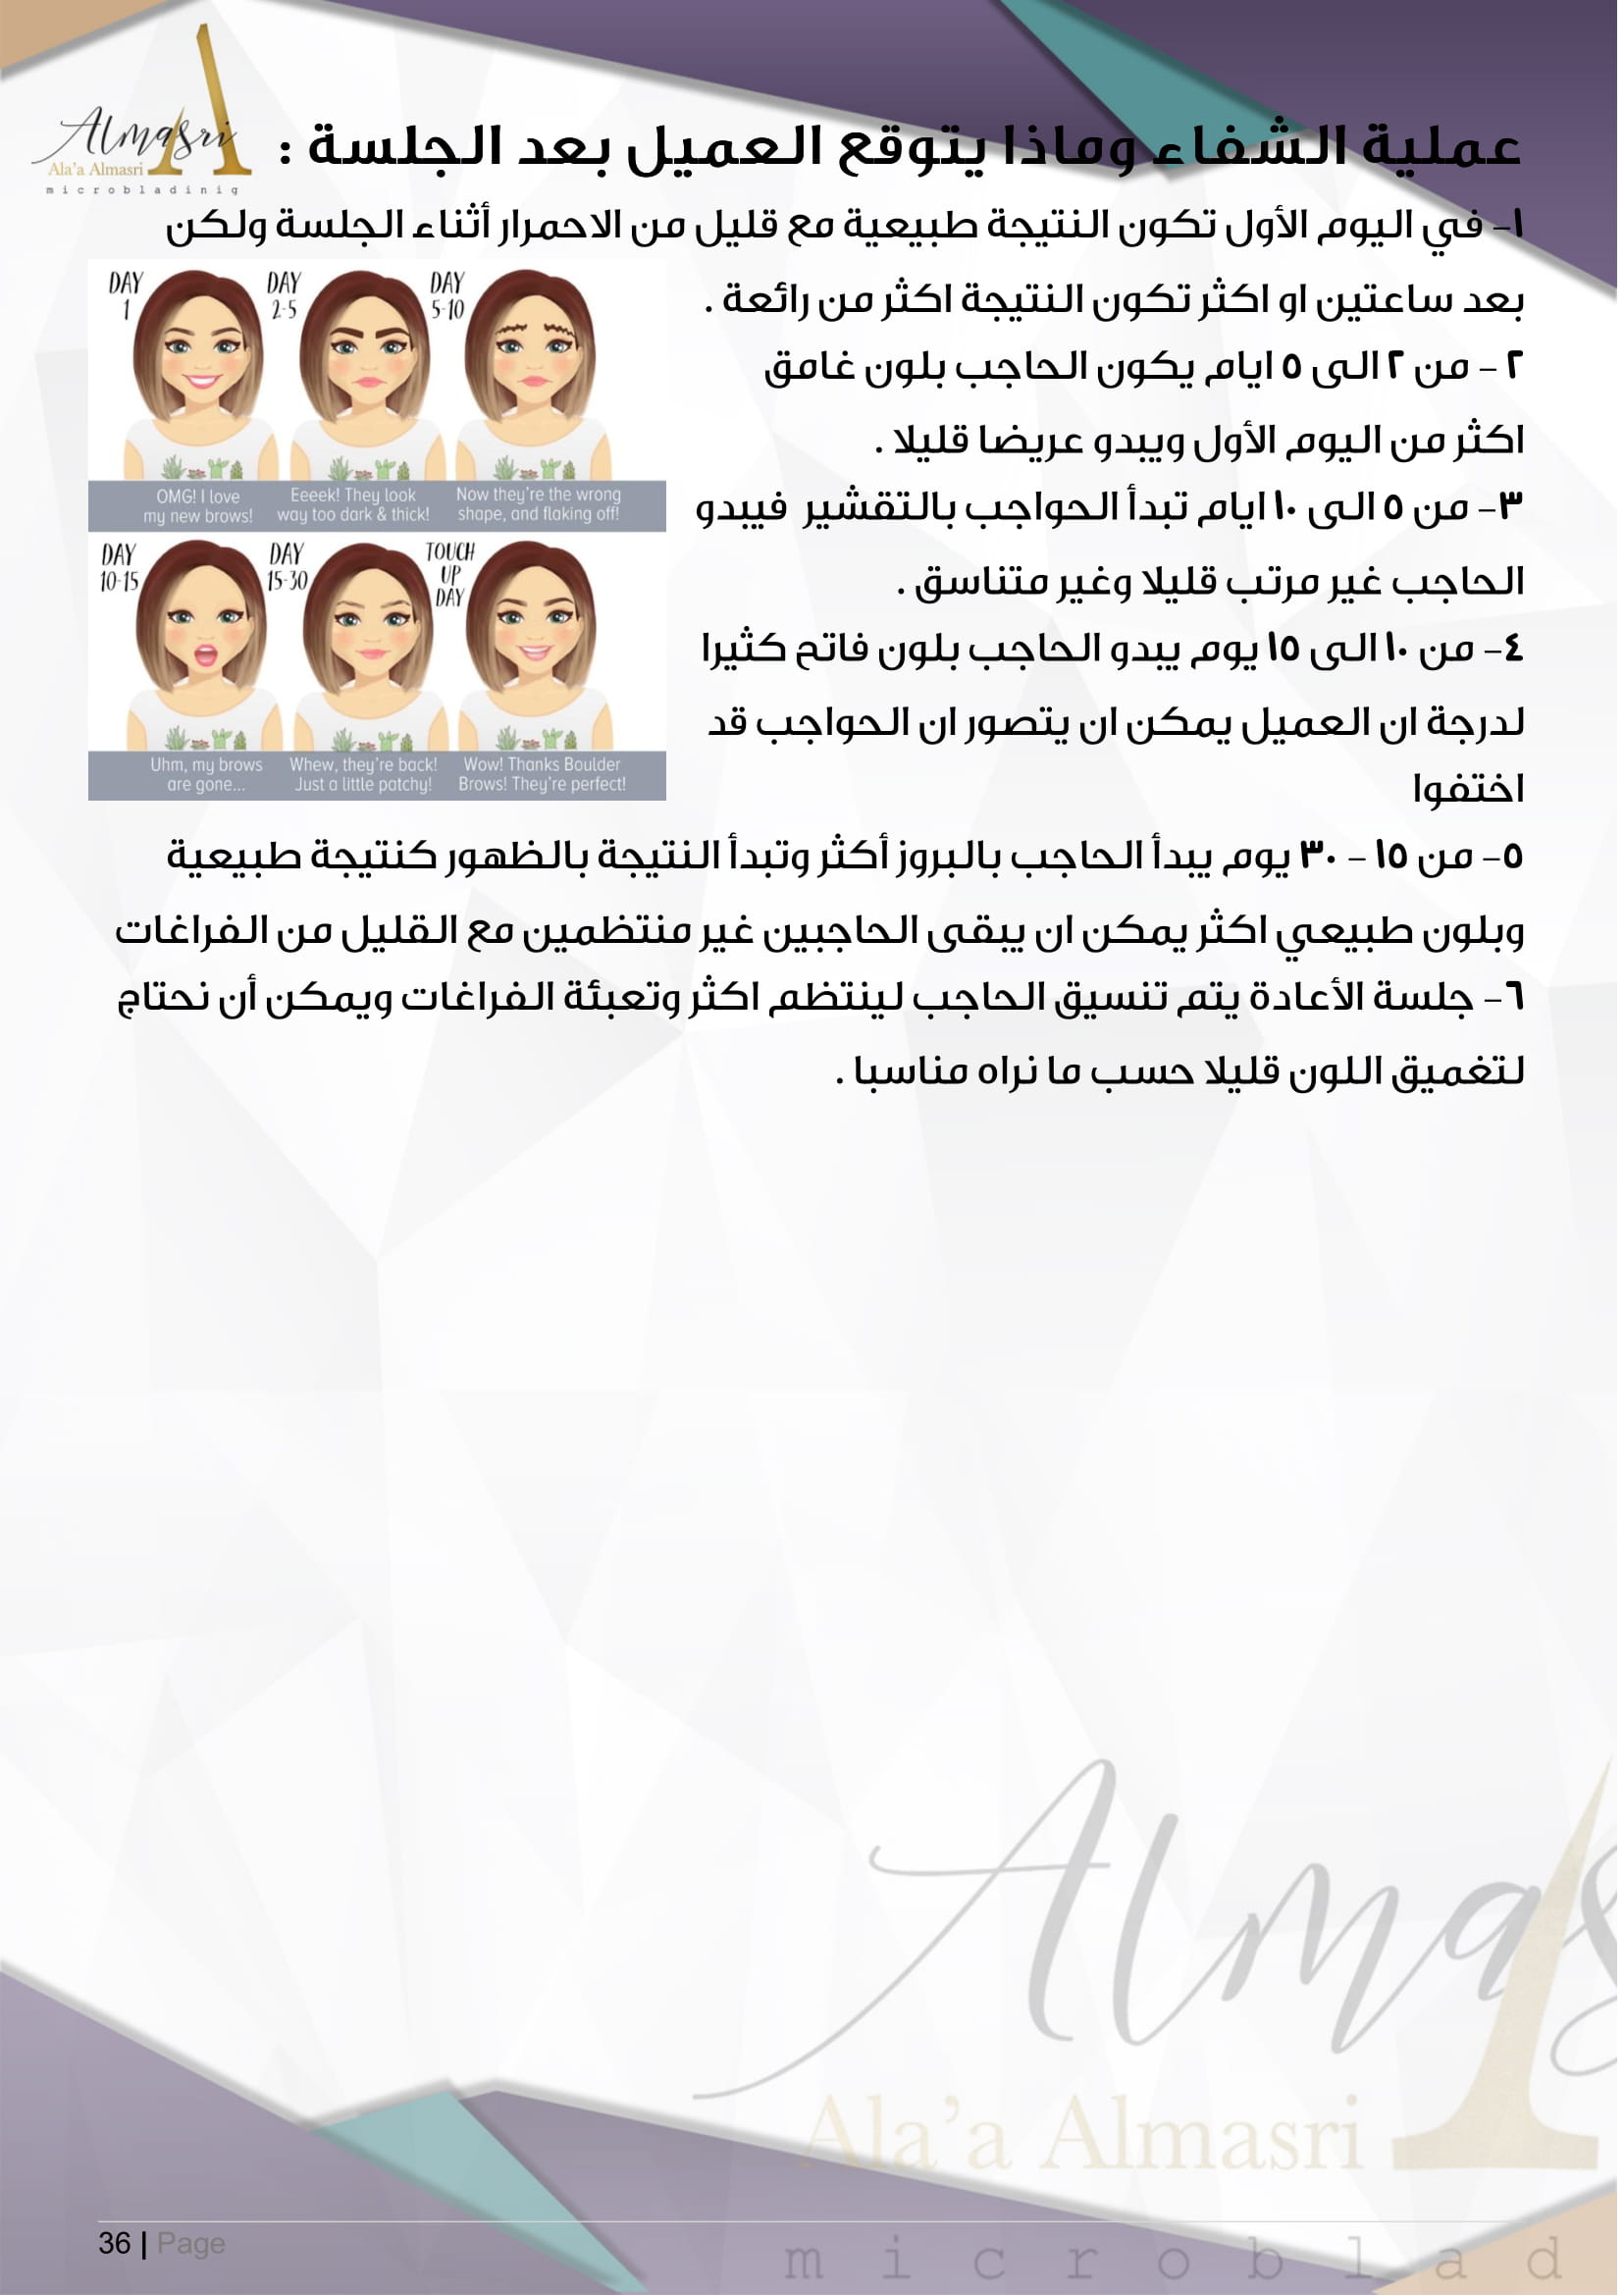 Almasri
Ala'a Almasri
microbladinig
عملية الشفاء وماذا يتوقع العميل بعد الجلسة :
١- في اليوم الأول تكون النتيجة طبيعية مع قليل من الاحمرار أثناء الجلسة ولكن
بعد ساعتين او اكثر تكون النتيجة اكثر من رائعة .
٢ - من ٢ الى ٥ ايام يكون الحاجب بلون غامق
اكثر من اليوم الأول ويبدو عريضا قليلا .
٣- من ٥ الى ١٠ ايام تبدأ الحواجب بالتقشير فيبدو
الحاجب غير مرتب قليلا وغير متناسق .
٤- من ١٠ الى ١٥ يوم يبدو الحاجب بلون فاتح كثيرا
لدرجة ان العميل يمكن ان يتصور ان الحواجب قد
اختفوا
٥- من ١٥ - ٣٠ يوم يبدأ الحاجب بالبروز أكثر وتبدأ النتيجة بالظهور كنتيجة طبيعية
وبلون طبيعي اكثر يمكن ان يبقى الحاجبين غير منتظمين مع القليل من الفراغات
٦- جلسة الأعادة يتم تنسيق الحاجب لينتظم اكثر وتعبئة الفراغات ويمكن أن نحتاج
لتغميق اللون قليلا حسب ما نراه مناسبا .
DAY
1
OMG! I love
my new brows!
DAY
2-5
Eeeek! They look
way too dark & thick!
DAY
5-10
Now they're the wrong
shape, and flaking off!
DAY
10-15
Uhm, my brows
are gone...
DAY
15-30
Whew, they're back!
Just a little patchy!
TOUCH
UP
DAY
Wow! Thanks Boulder
Brows! They're perfect!
Almas
Ala'a Almasri
microblad
36 | Page